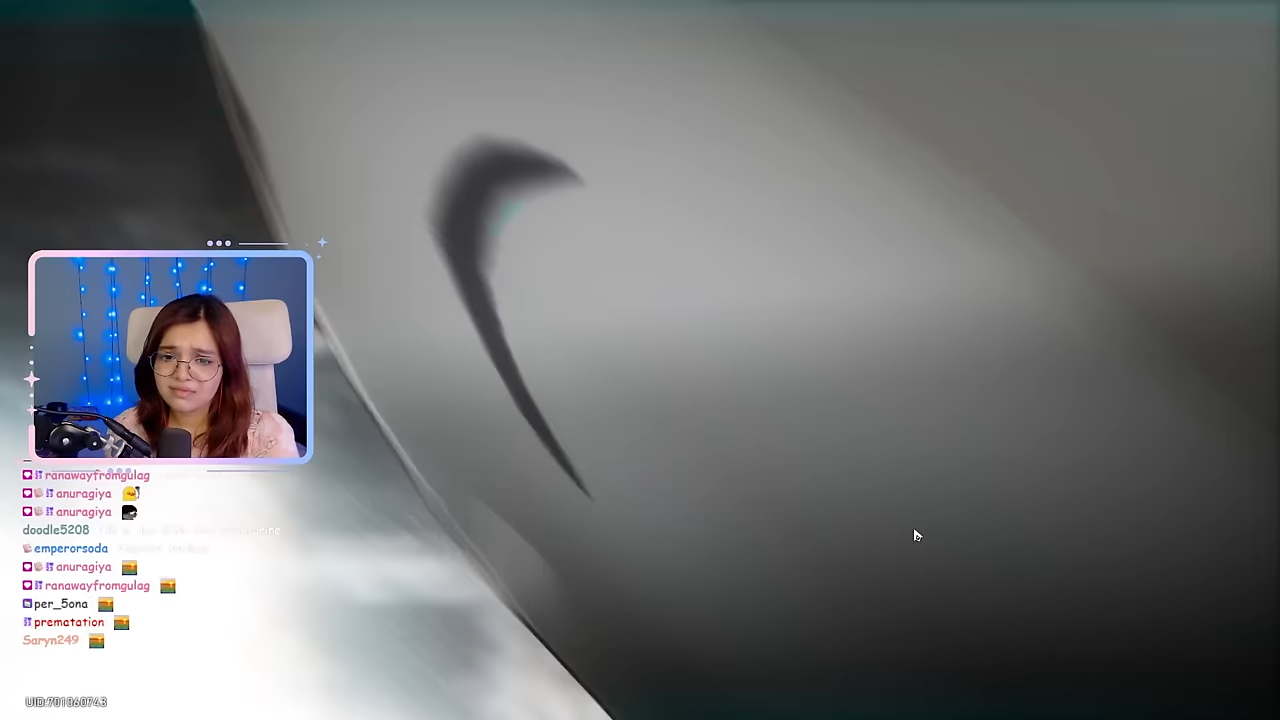 ranawayfromgulag
anuragiya
anuragiya
doodle5208
emperorsoda
anuragiya
ranawayfromgulag
per_5ona
prematation
Saryn249
UID:701060743